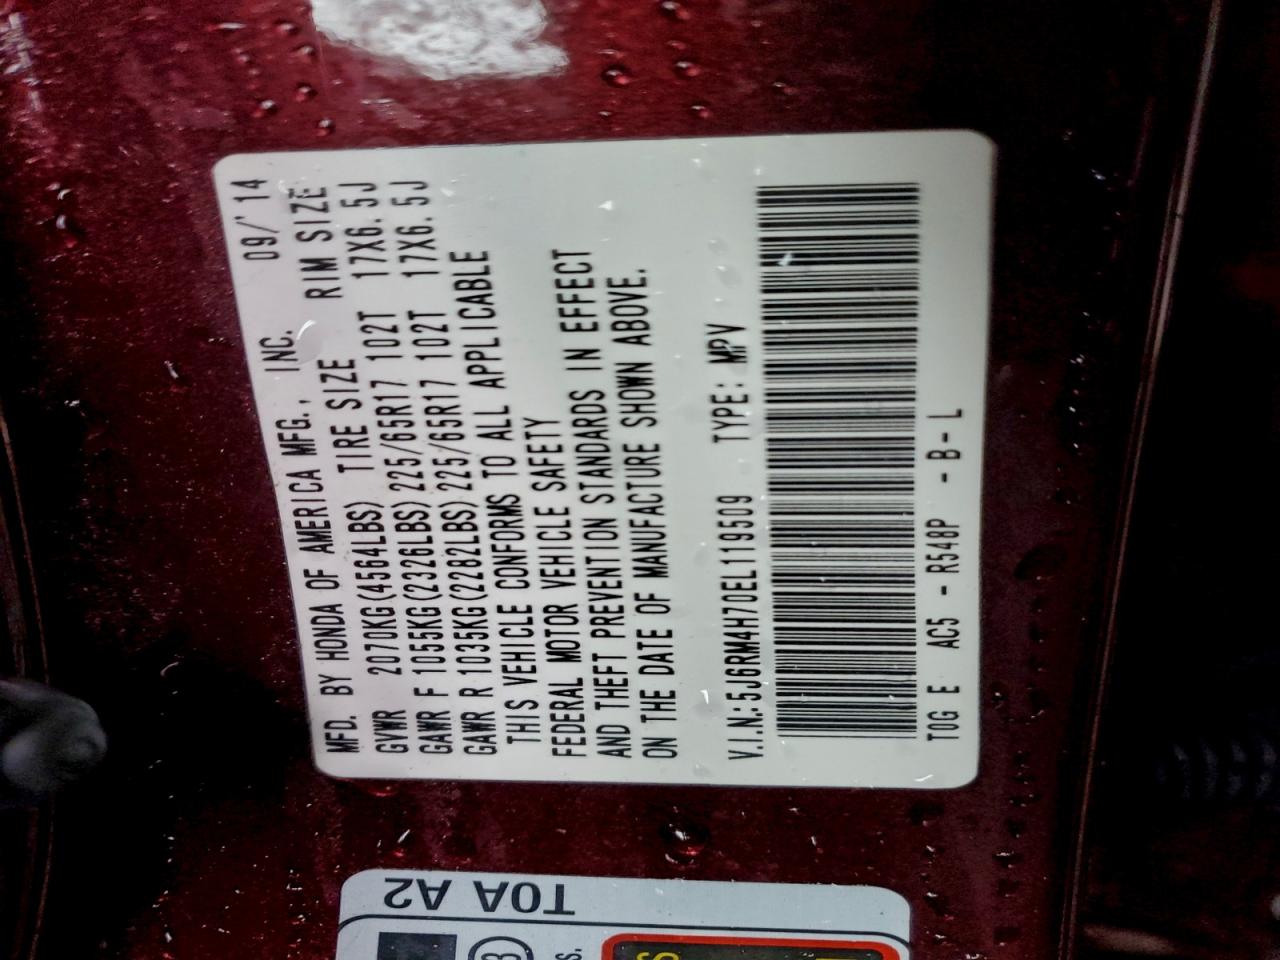 MFD. BY HONDA OF AMERICA MFG., INC. 09/'14
GVWR 2070KG(4564LBS) TIRE SIZE RIM SIZE
GAWR F 1055KG(2326LBS) 225/65R17 102T 17X6.5J
GAWR R 1035KG(2282LBS) 225/65R17 102T 17X6.5J
THIS VEHICLE CONFORMS TO ALL APPLICABLE
FEDERAL MOTOR VEHICLE SAFETY
AND THEFT PREVENTION STANDARDS IN EFFECT
ON THE DATE OF MANUFACTURE SHOWN ABOVE.
V.I.N.:5J6RM4H70EL119509 TYPE: MPV
T0G E AC5 - R548P - B- L
T0A A2